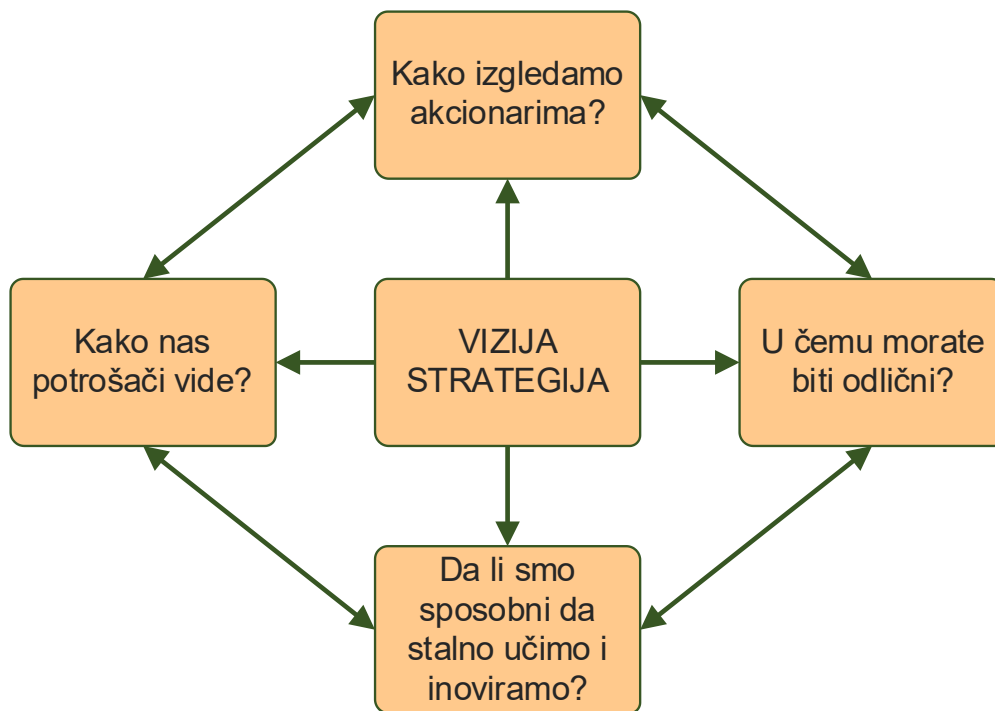 Kako izgledamo
akcionarima?
Kako nas
potrošači vide?
VIZIJA
STRATEGIJA
U čemu morate
biti odlični?
Da li smo
sposobni da
stalno učimo i
inoviramo?